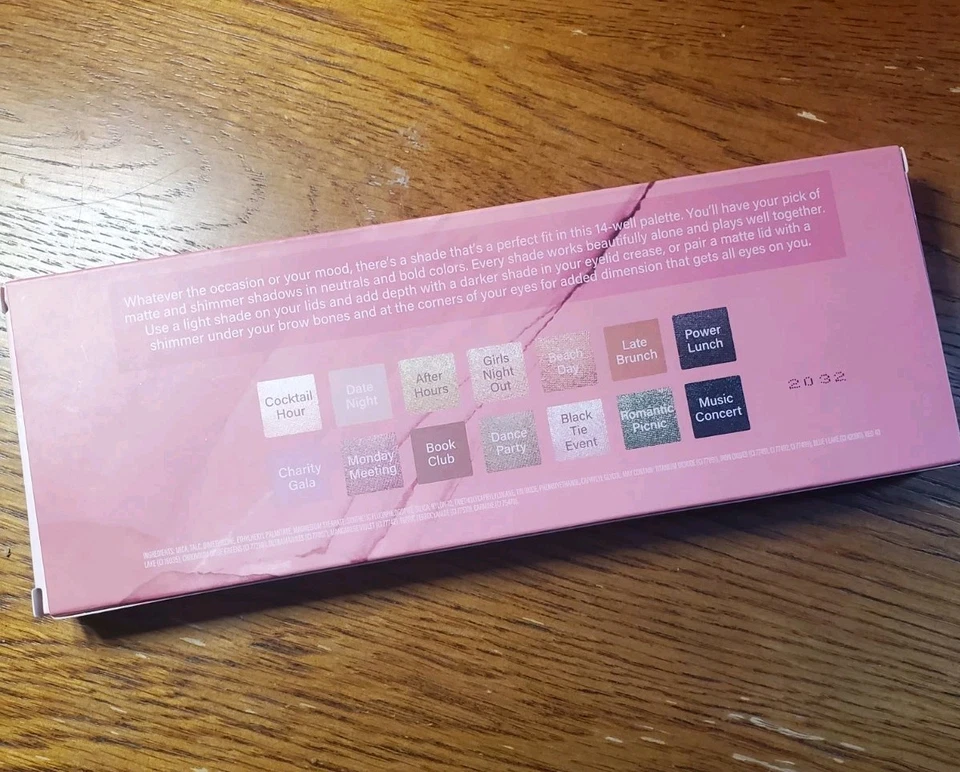 Whatever the occasion or your mood, there's a shade that's a perfect fit in this 14-well palette. You'll have your pick of
matte and shimmer shadows in neutrals and bold colors. Every shade works beautifully alone and plays well together.
Use a light shade on your lids and add depth with a darker shade in your eyelid crease, or pair a matte lid with a
shimmer under your brow bones and at the corners of your eyes for added dimension that gets all eyes on you.
Cocktail
Hour
Date
Night
After
Hours
Girls
Night
Out
Beach
Day
Late
Brunch
Power
Lunch
Charity
Gala
Monday
Meeting
Book
Club
Dance
Party
Black
Tie
Event
Romantic
Picnic
Music
Concert
2032
INGREDIENTS: MICA, TALC, DIMETHICONE,